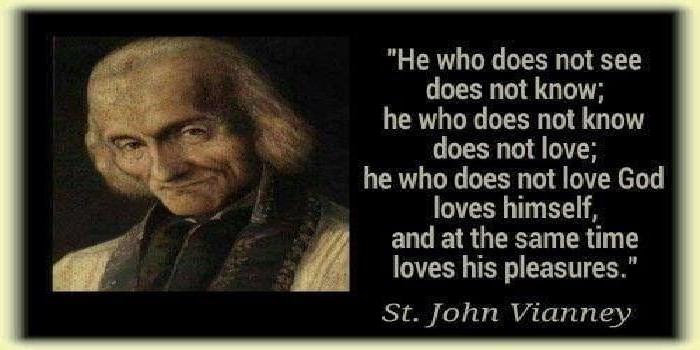 "He who does not see
does not know;
he who does not know
does not love;
he who does not love God
loves himself,
and at the same time
loves his pleasures."
St. John Vianney